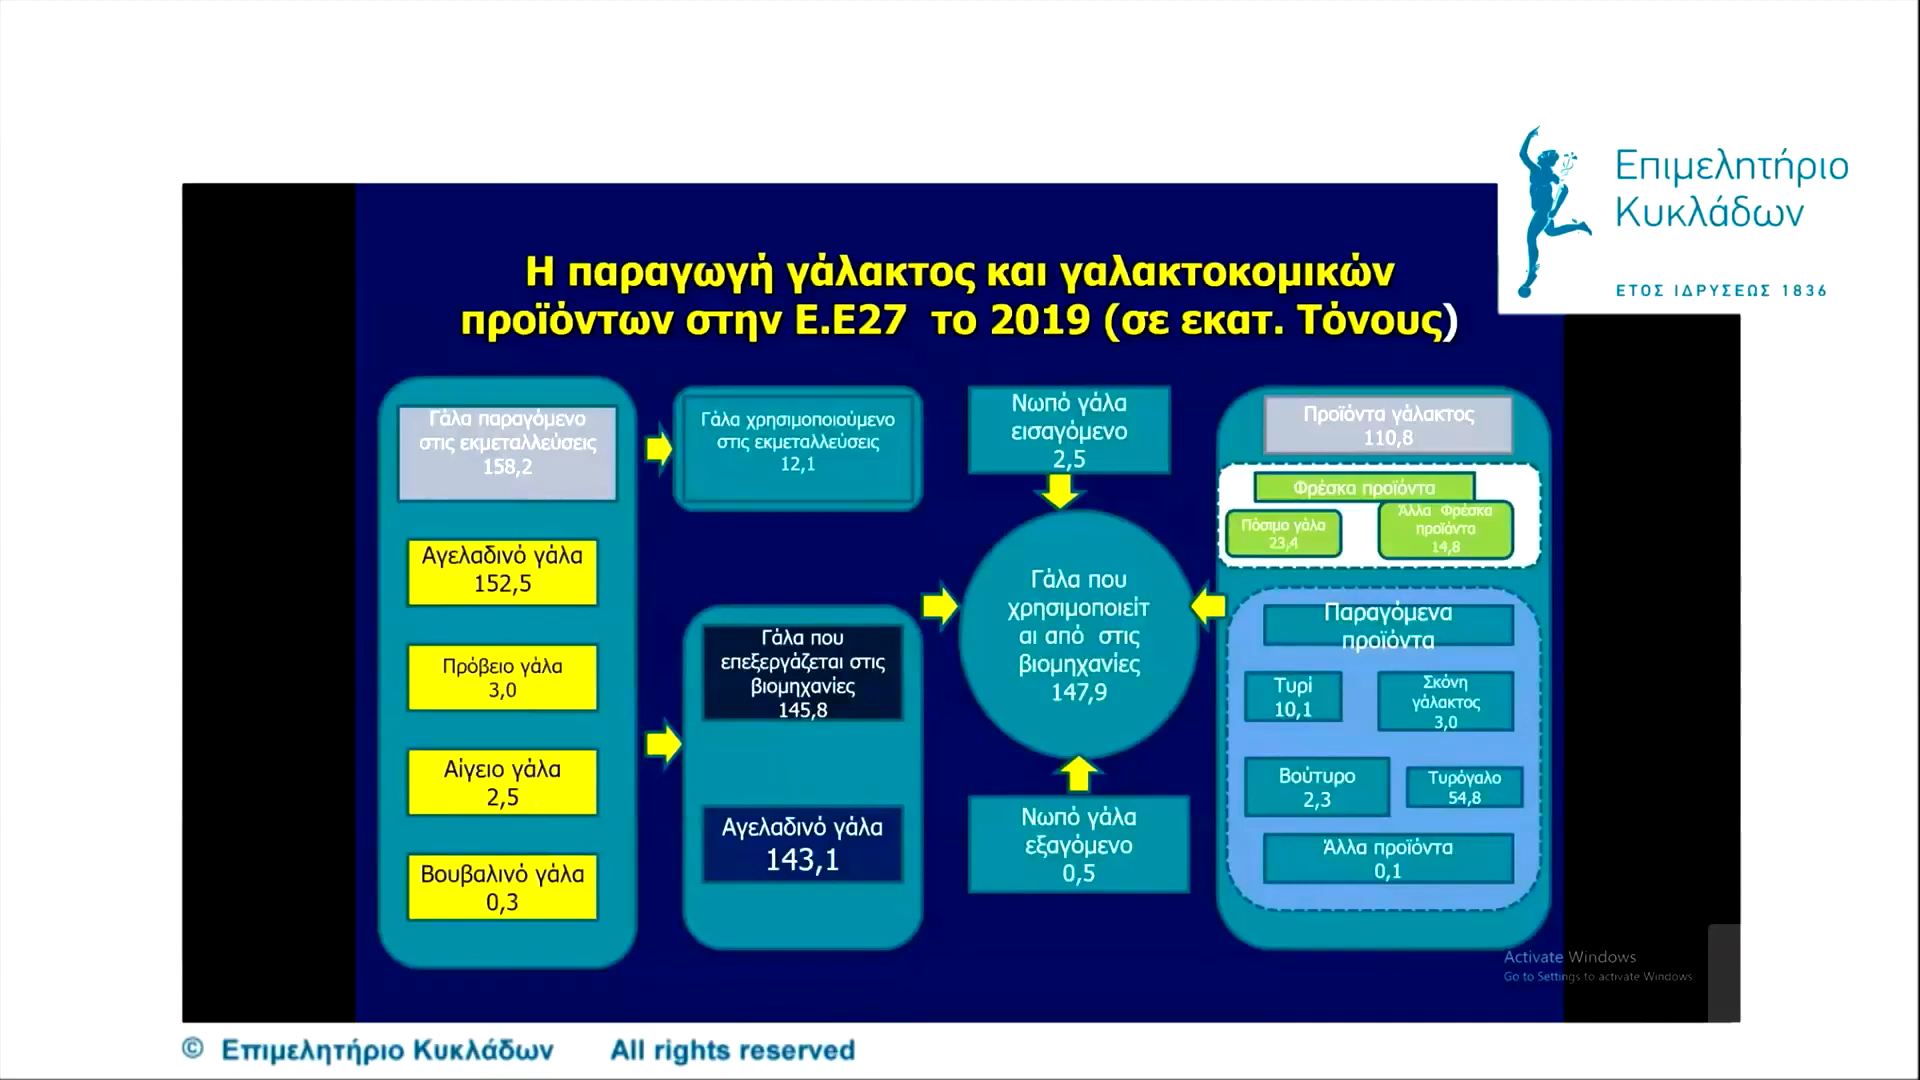 Επιμελητήριο
Κυκλάδων
ΕΤΟΣ ΙΔΡΥΣΕΩΣ 1836
Η παραγωγή γάλακτος και γαλακτοκομικών
προϊόντων στην Ε.Ε27 το 2019 (σε εκατ. Τόνους)
Γάλα παραγόμενο
στις εκμεταλλεύσεις
158,2
Αγελαδινό γάλα
152,5
Πρόβειο γάλα
3,0
Αίγειο γάλα
2,5
Βουβαλινό γάλα
0,3
Γάλα χρησιμοποιούμενο
στις εκμεταλλεύσεις
12,1
Γάλα που
επεξεργάζεται στις
βιομηχανίες
145,8
Αγελαδινό γάλα
143,1
Νωπό γάλα
εισαγόμενο
2,5
Γάλα που
χρησιμοποιείτ
αι από στις
βιομηχανίες
147,9
Νωπό γάλα
εξαγόμενο
0,5
Προϊόντα γάλακτος
110,8
Φρέσκα προϊόντα
Πόσιμο γάλα
23,4
Άλλα Φρέσκα
προϊόντα
14,8
Παραγόμενα
προϊόντα
Τυρί
10,1
Σκόνη
γάλακτος
3,0
Βούτυρο
2,3
Τυρόγαλο
54,8
Άλλα προϊόντα
0,1
Activate Windows
Go to Settings to activate Windows
© Επιμελητήριο Κυκλάδων All rights reserved